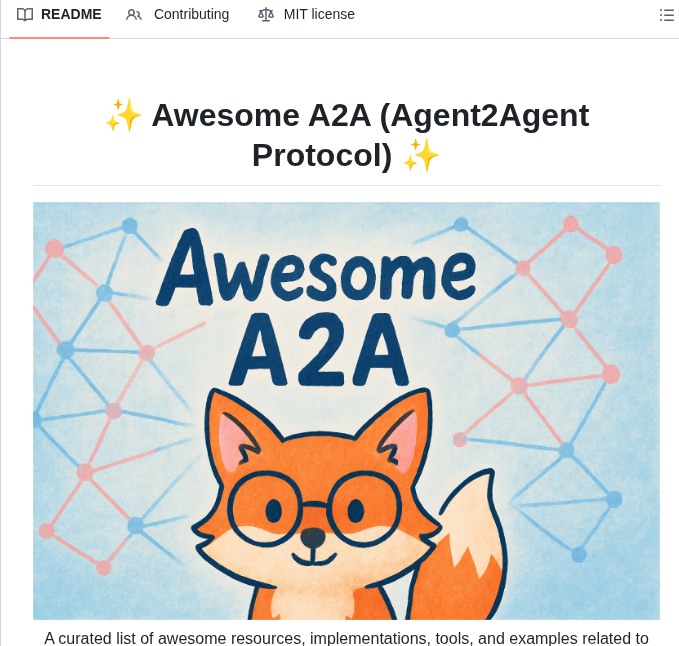 README Contributing MIT license
✨ Awesome A2A (Agent2Agent
Protocol) ✨
Awesome
A2A
A curated list of awesome resources, implementations, tools, and examples related to